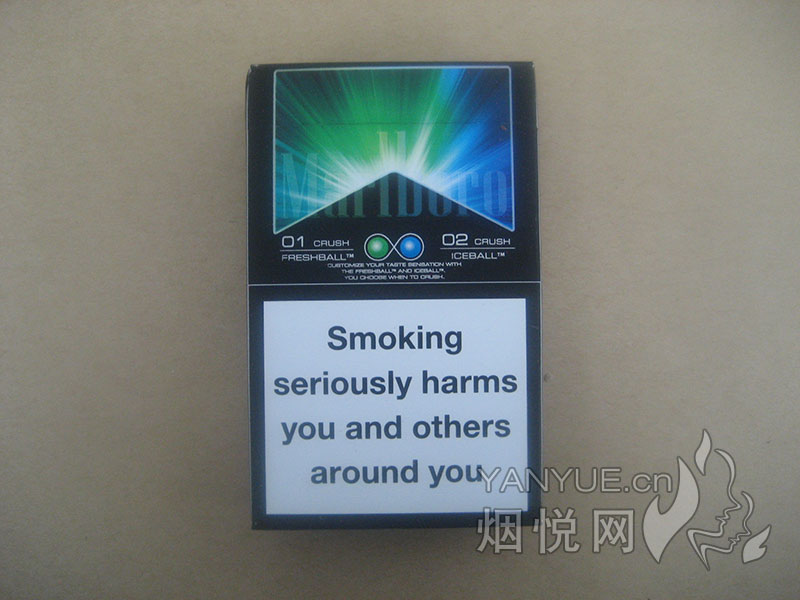 Marlboro
01 CRUSH
FRESHBALL™
02 CRUSH
ICEBALL™
CUSTOMIZE YOUR TASTE SENSATION WITH
THE FRESHBALL™ AND ICEBALL™.
YOU CHOOSE WHEN TO CRUSH.
Smoking
seriously harms
you and others
around you
YANYUE.cn
烟悦网